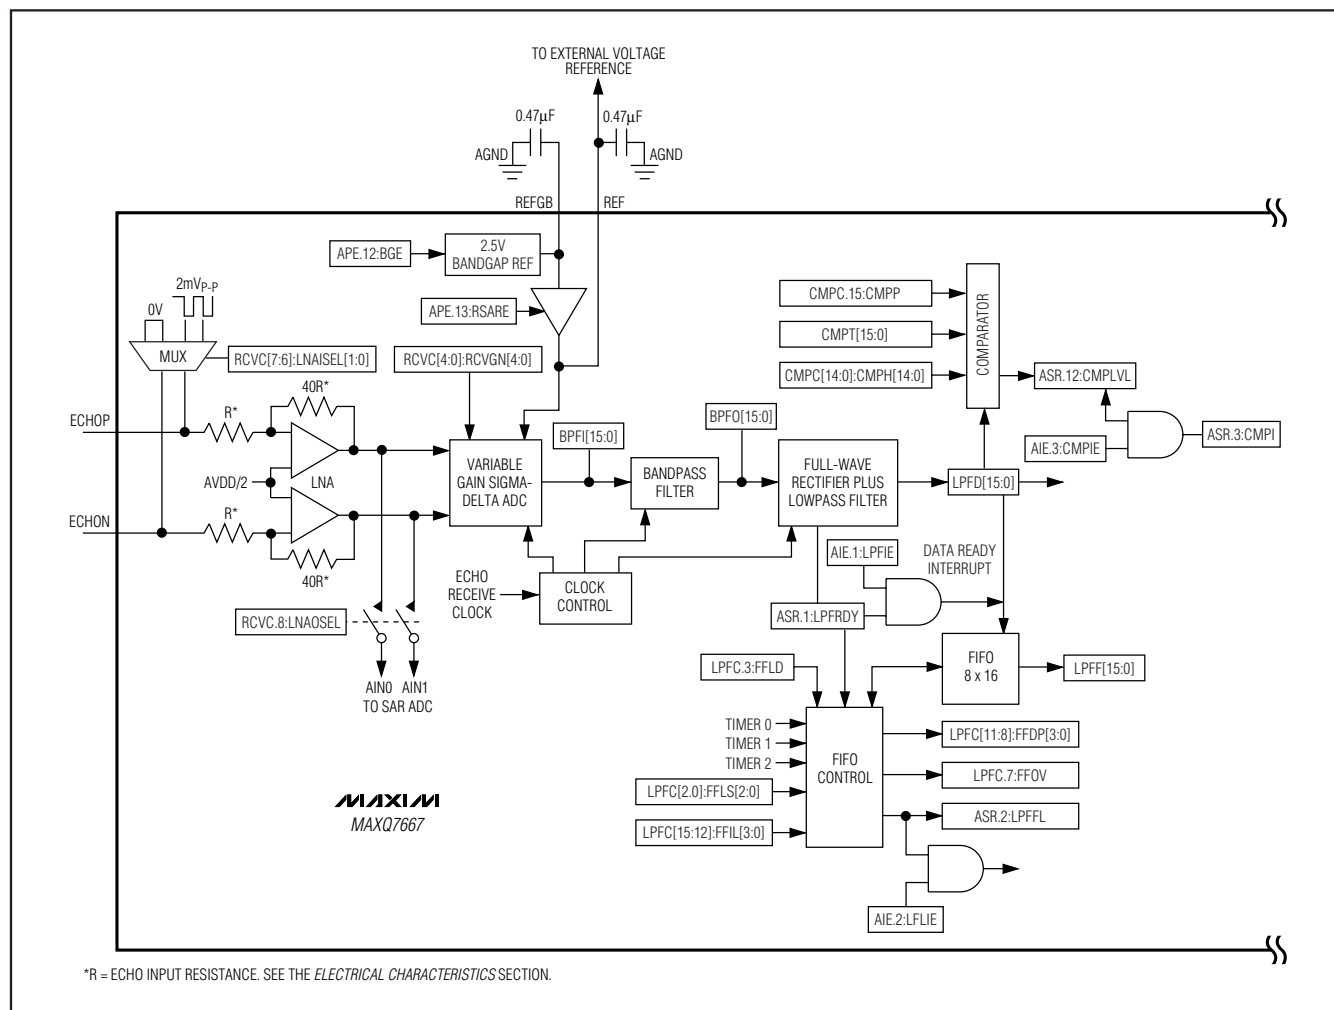 TO EXTERNAL VOLTAGE
REFERENCE
0.47μF
0.47μF
AGND
AGND
REFGB
REF
APE.12:BGE
2.5V
BANDGAP REF
2mVP-P
0V
MUX
RCVC[7:6]:LNAISEL[1:0]
APE.13:RSARE
RCVC[4:0]:RCVGN[4:0]
CMPC.15:CMPP
CMPT[15:0]
CMPC[14:0]:CMPH[14:0]
COMPARATOR
ASR.12:CMPLVL
AIE.3:CMPIE
ASR.3:CMPI
40R*
R*
ECHOP
AVDD/2
LNA
ECHON
R*
40R*
VARIABLE
GAIN SIGMA-
DELTA ADC
BPFI[15:0]
BANDPASS
FILTER
BPFO[15:0]
FULL-WAVE
RECTIFIER PLUS
LOWPASS FILTER
LPFD[15:0]
AIE.1:LPFIE
DATA READY
INTERRUPT
ECHO
RECEIVE
CLOCK
CLOCK
CONTROL
RCVC.8:LNAOSEL
ASR.1:LPFRDY
AIN0 AIN1
TO SAR ADC
LPFC.3:FFLD
FIFO
8 x 16
LPFF[15:0]
TIMER 0
TIMER 1
TIMER 2
FIFO
CONTROL
LPFC[2.0]:FFLS[2:0]
LPFC[15:12]:FFIL[3:0]
LPFC[11:8]:FFDP[3:0]
LPFC.7:FFOV
ASR.2:LPFFL
AIE.2:LFLIE
MAXIM
MAXQ7667
*R = ECHO INPUT RESISTANCE. SEE THE ELECTRICAL CHARACTERISTICS SECTION.